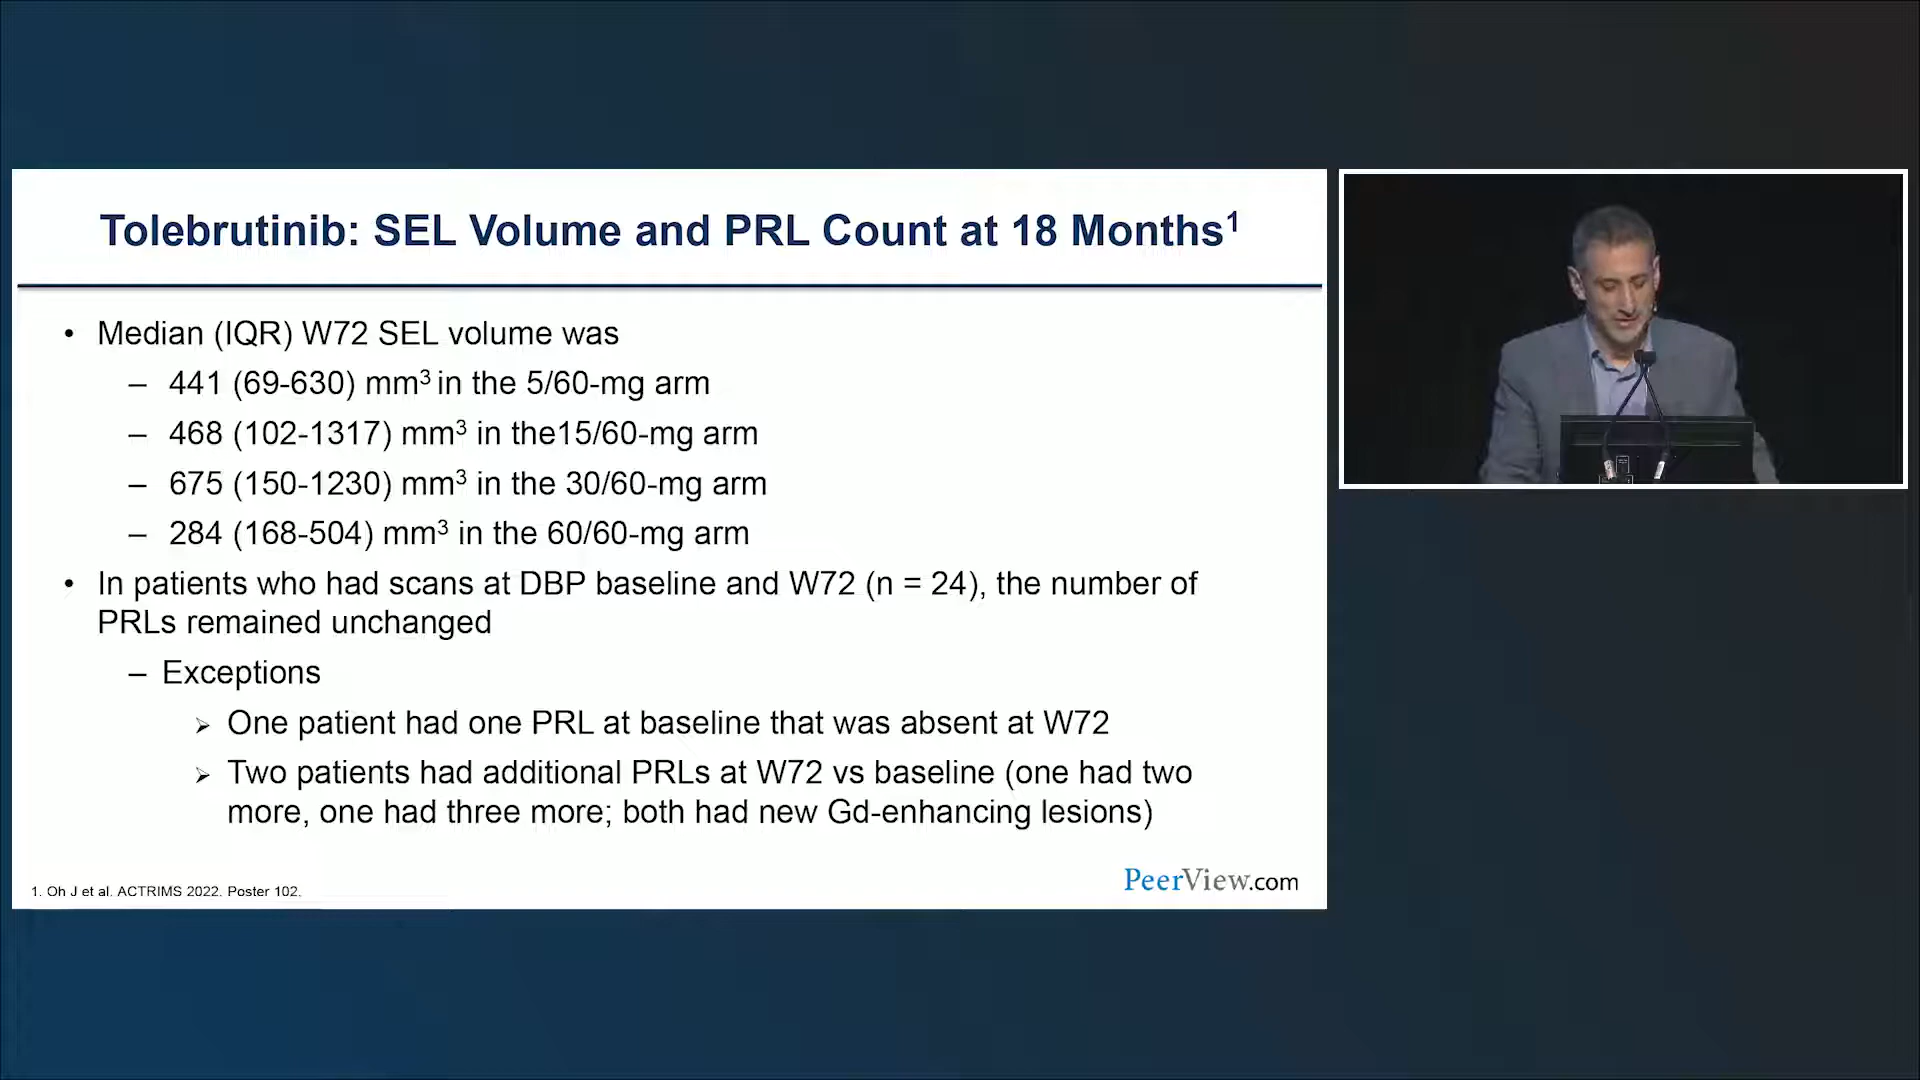 Tolebrutinib: SEL Volume and PRL Count at 18 Months¹
• Median (IQR) W72 SEL volume was
– 441 (69-630) mm³ in the 5/60-mg arm
– 468 (102-1317) mm³ in the15/60-mg arm
– 675 (150-1230) mm³ in the 30/60-mg arm
– 284 (168-504) mm³ in the 60/60-mg arm
• In patients who had scans at DBP baseline and W72 (n = 24), the number of
PRLs remained unchanged
– Exceptions
➢ One patient had one PRL at baseline that was absent at W72
➢ Two patients had additional PRLs at W72 vs baseline (one had two
more, one had three more; both had new Gd-enhancing lesions)
1. Oh J et al. ACTRIMS 2022. Poster 102.
PeerView.com